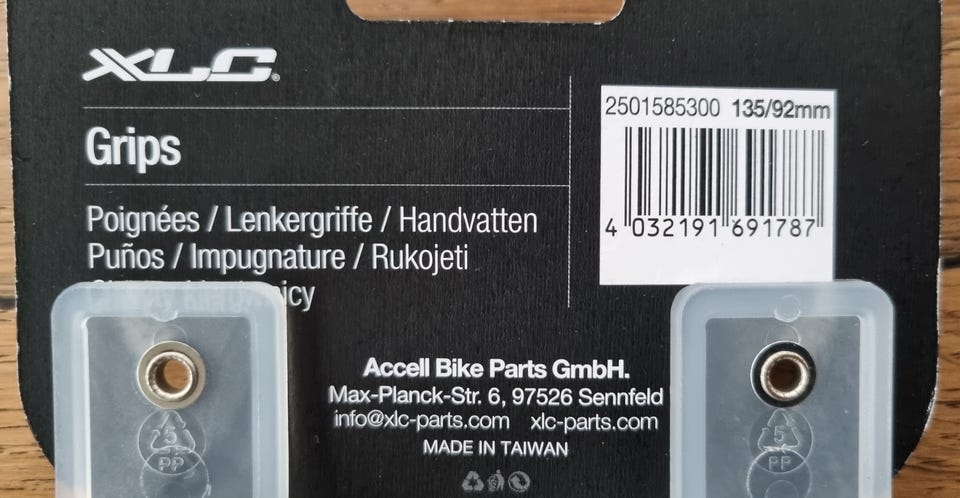 XLC®
Grips
Poignées / Lenkergriffe / Handvatten
Puños / Impugnature / Rukojeti
2501585300 135/92mm
4 032191 691787
Accell Bike Parts GmbH.
Max-Planck-Str. 6, 97526 Sennfeld
info@xlc-parts.com xlc-parts.com
MADE IN TAIWAN
5
PP
5
PP